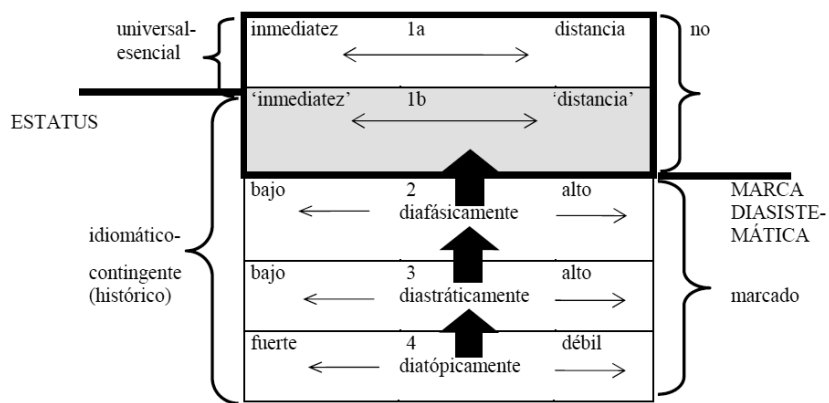 universal-
esencial
inmediatez 1a distancia
no
‘inmediatez’ 1b ‘distancia’
ESTATUS
bajo 2 alto
diafásicamente
MARCA
DIASISTE-
MÁTICA
idiomático-
contingente
(histórico)
bajo 3 alto
diastráticamente
marcado
fuerte 4 débil
diatópicamente